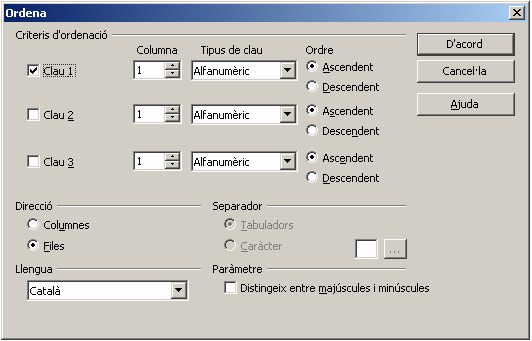 Ordena
Criteris d'ordenació
Columna Tipus de clau Ordre
D'acord
Clau 1 1 Alfanumèric Ascendent
Descendent
Cancel·la
Clau 2 1 Alfanumèric Ascendent
Descendent
Ajuda
Clau 3 1 Alfanumèric Ascendent
Descendent
Direcció Separador
Columnes Tabuladors
Files Caràcter ...
Llengua Paràmetre
Català Distingeix entre majúscules i minúscules